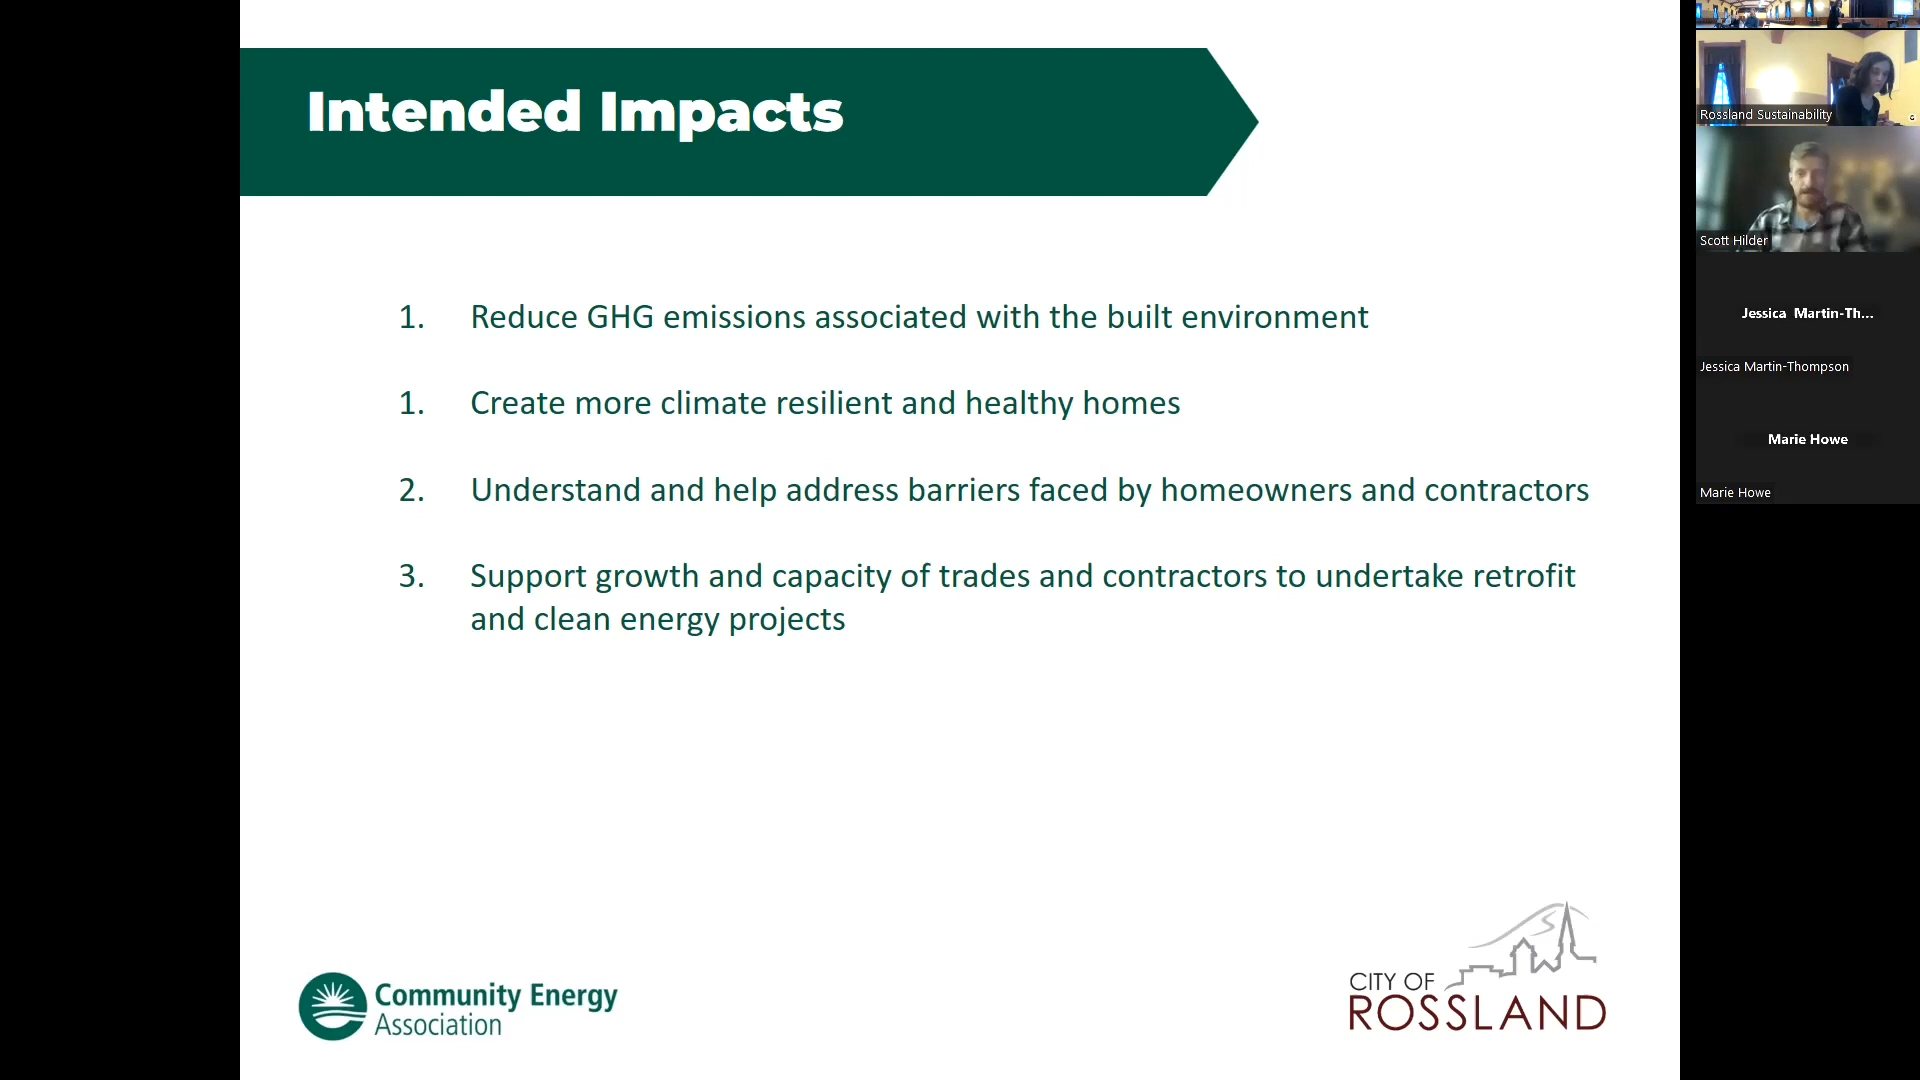 Intended Impacts
1. Reduce GHG emissions associated with the built environment
1. Create more climate resilient and healthy homes
2. Understand and help address barriers faced by homeowners and contractors
3. Support growth and capacity of trades and contractors to undertake retrofit
and clean energy projects
Community Energy
Association
CITY OF
ROSSLAND
Rossland Sustainability
Scott Hilder
Jessica Martin-Th...
Jessica Martin-Thompson
Marie Howe
Marie Howe